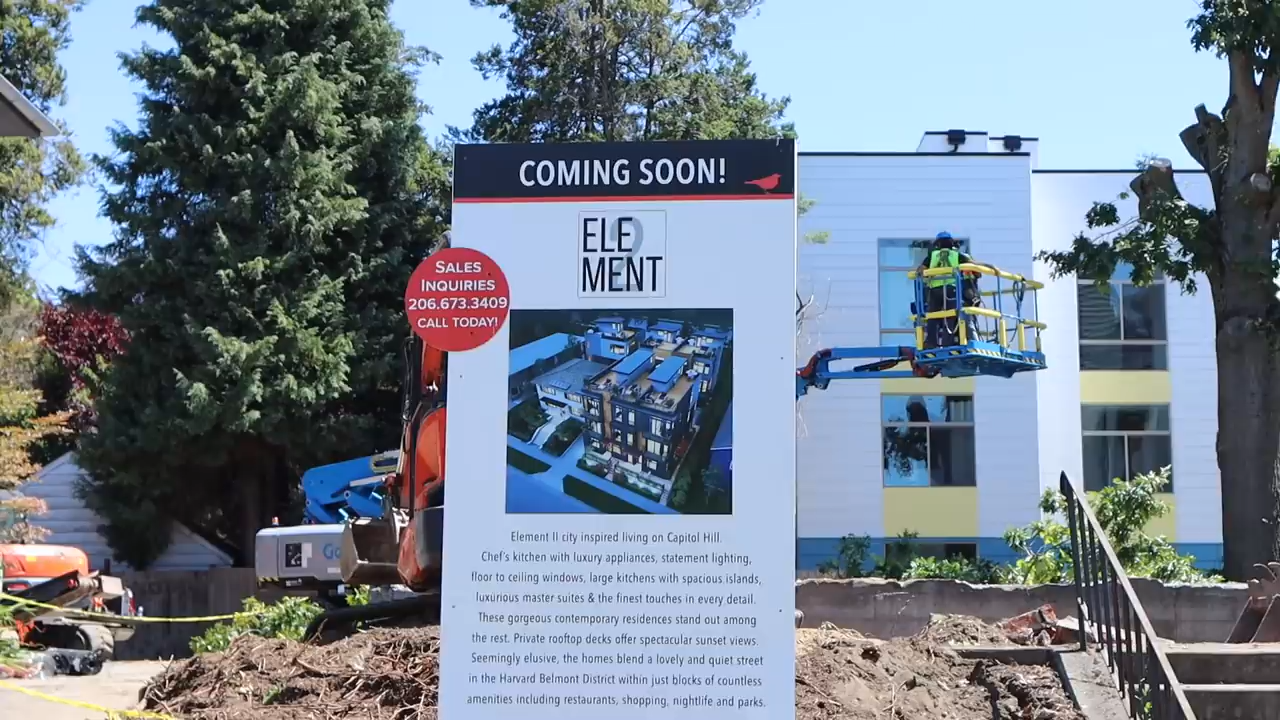 COMING SOON!
ELE
2
MENT
SALES
INQUIRIES
206.673.3409
CALL TODAY!
Element II city inspired living on Capitol Hill.
Chef's kitchen with luxury appliances, statement lighting,
floor to ceiling windows, large kitchens with spacious islands,
luxurious master suites & the finest touches in every detail.
These gorgeous contemporary residences stand out among
the rest. Private rooftop decks offer spectacular sunset views.
Seemingly elusive, the homes blend a lovely and quiet street
in the Harvard Belmont District within just blocks of countless
amenities including restaurants, shopping, nightlife and parks.